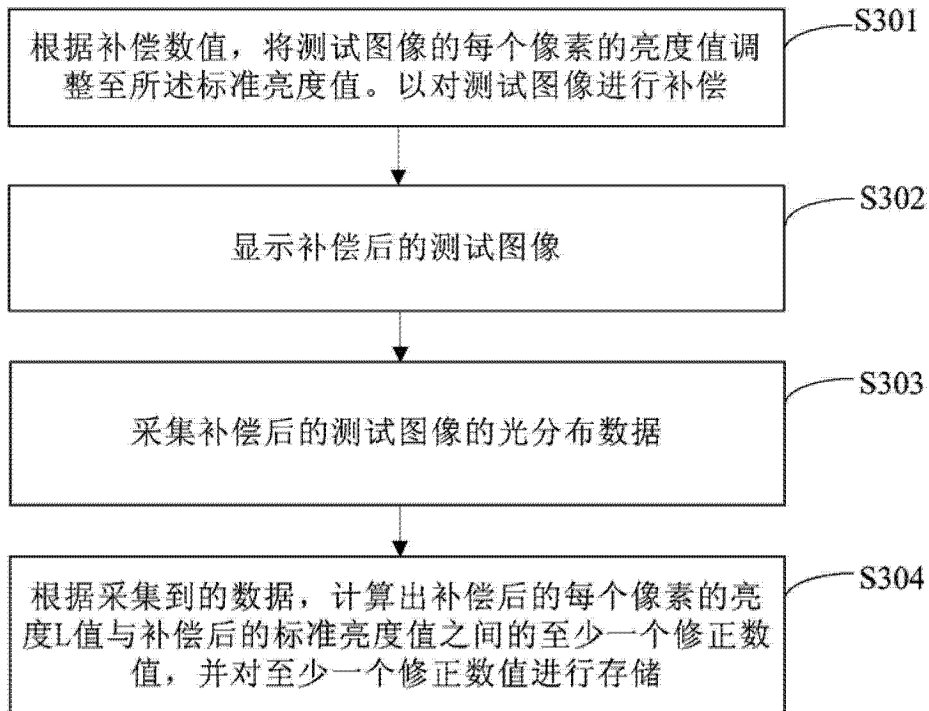 S301
根据补偿数值，将测试图像的每个像素的亮度值调
整至所述标准亮度值。以对测试图像进行补偿
S302
显示补偿后的测试图像
S303
采集补偿后的测试图像的光分布数据
S304
根据采集到的数据，计算出补偿后的每个像素的亮
度L值与补偿后的标准亮度值之间的至少一个修正数
值，并对至少一个修正数值进行存储